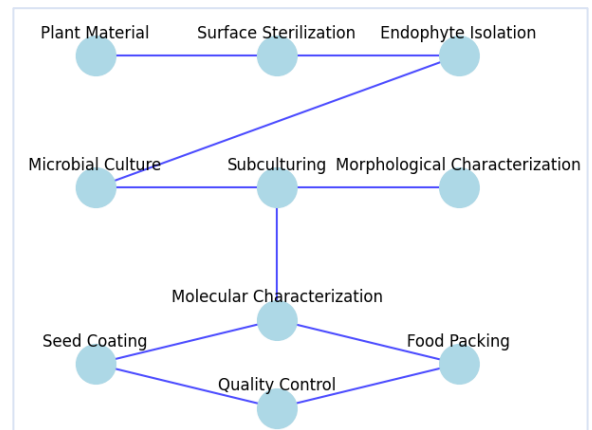 Plant Material
Surface Sterilization
Endophyte Isolation
Microbial Culture
Subculturing
Morphological Characterization
Molecular Characterization
Seed Coating
Food Packing
Quality Control